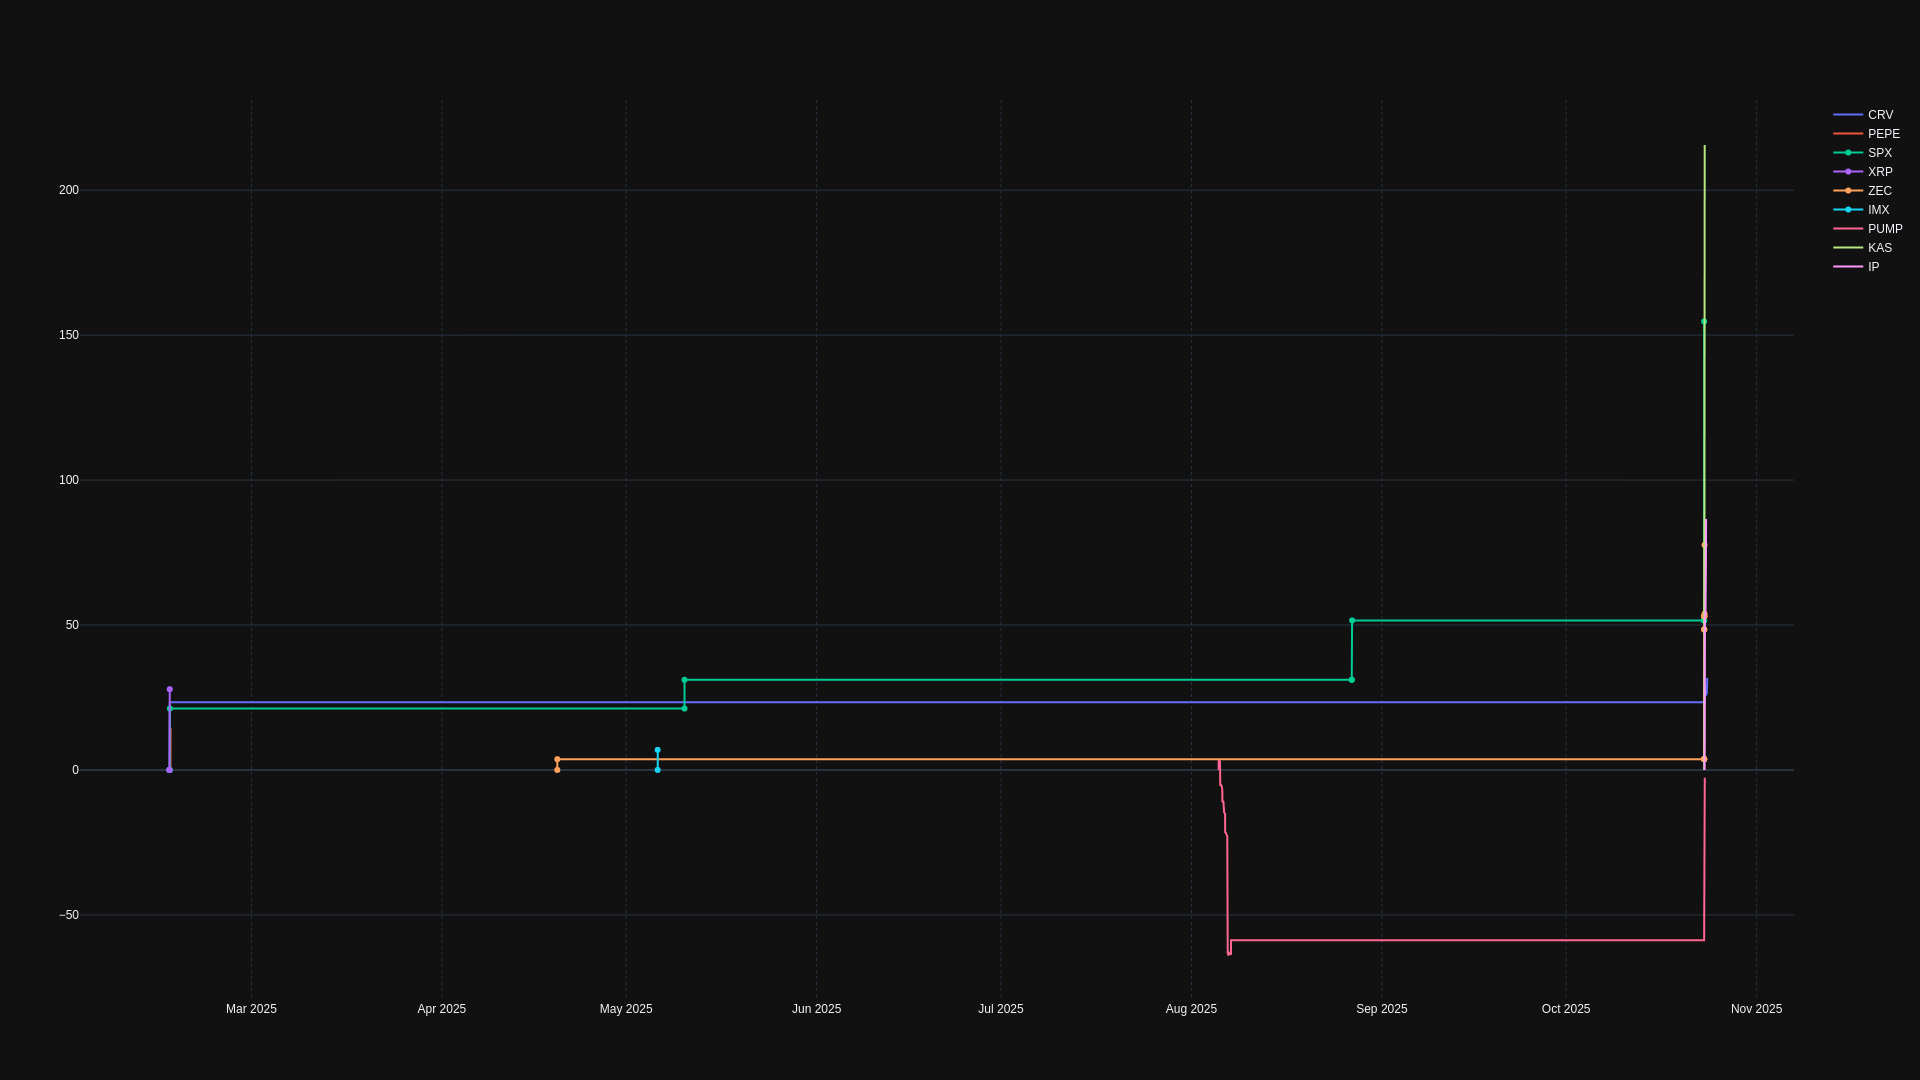 200
150
100
50
0
−50
Mar 2025
Apr 2025
May 2025
Jun 2025
Jul 2025
Aug 2025
Sep 2025
Oct 2025
Nov 2025
CRV
PEPE
SPX
XRP
ZEC
IMX
PUMP
KAS
IP